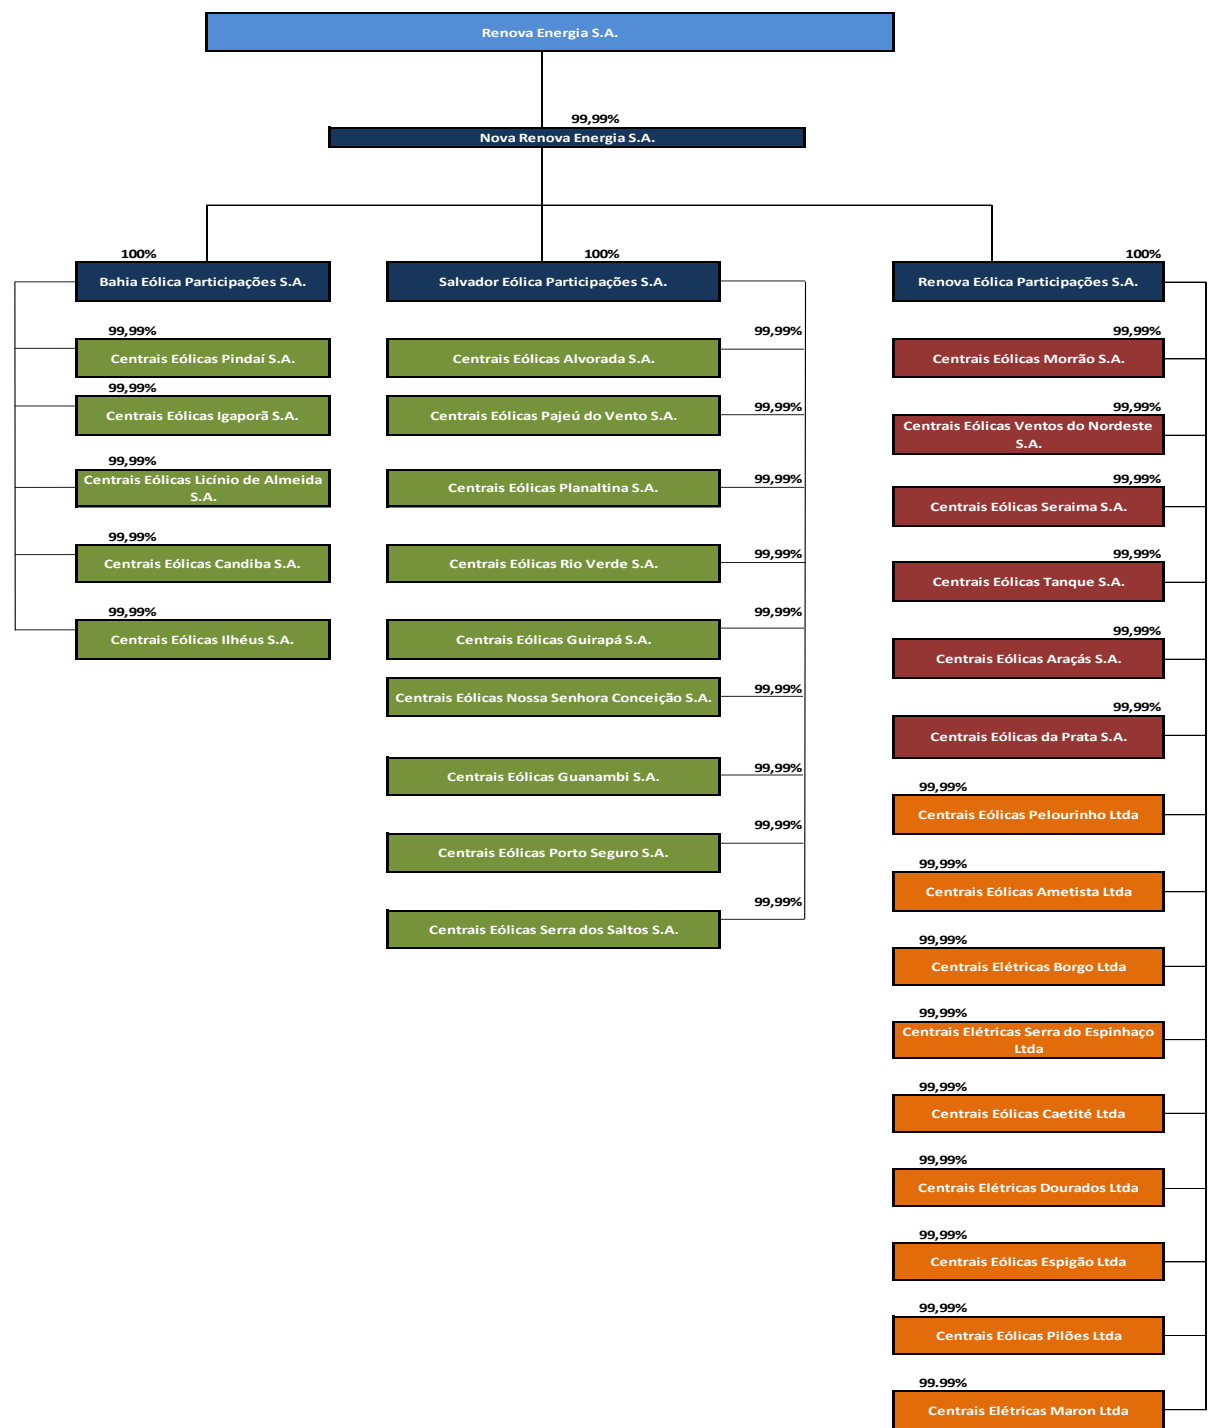 Renova Energia S.A.
99,99%
Nova Renova Energia S.A.
100%
Bahia Eólica Participações S.A.
99,99%
Centrais Eólicas Pindaí S.A.
99,99%
Centrais Eólicas Igaporã S.A.
99,99%
Centrais Eólicas Licínio de Almeida
S.A.
99,99%
Centrais Eólicas Candiba S.A.
99,99%
Centrais Eólicas Ilhéus S.A.
100%
Salvador Eólica Participações S.A.
99,99%
Centrais Eólicas Alvorada S.A.
99,99%
Centrais Eólicas Pajeú do Vento S.A.
99,99%
Centrais Eólicas Planaltina S.A.
99,99%
Centrais Eólicas Rio Verde S.A.
99,99%
Centrais Eólicas Guirapá S.A.
99,99%
Centrais Eólicas Nossa Senhora Conceição S.A.
99,99%
Centrais Eólicas Guanambi S.A.
99,99%
Centrais Eólicas Porto Seguro S.A.
99,99%
Centrais Eólicas Serra dos Saltos S.A.
100%
Renova Eólica Participações S.A.
99,99%
Centrais Eólicas Morrão S.A.
99,99%
Centrais Eólicas Ventos do Nordeste
S.A.
99,99%
Centrais Eólicas Seraima S.A.
99,99%
Centrais Eólicas Tanque S.A.
99,99%
Centrais Eólicas Araçás S.A.
99,99%
Centrais Eólicas da Prata S.A.
99,99%
Centrais Eólicas Pelourinho Ltda
99,99%
Centrais Eólicas Ametista Ltda
99,99%
Centrais Elétricas Borgo Ltda
99,99%
Centrais Elétricas Serra do Espinhaço
Ltda
99,99%
Centrais Eólicas Caetité Ltda
99,99%
Centrais Elétricas Dourados Ltda
99,99%
Centrais Eólicas Espigão Ltda
99,99%
Centrais Eólicas Pilões Ltda
99.99%
Centrais Elétricas Maron Ltda